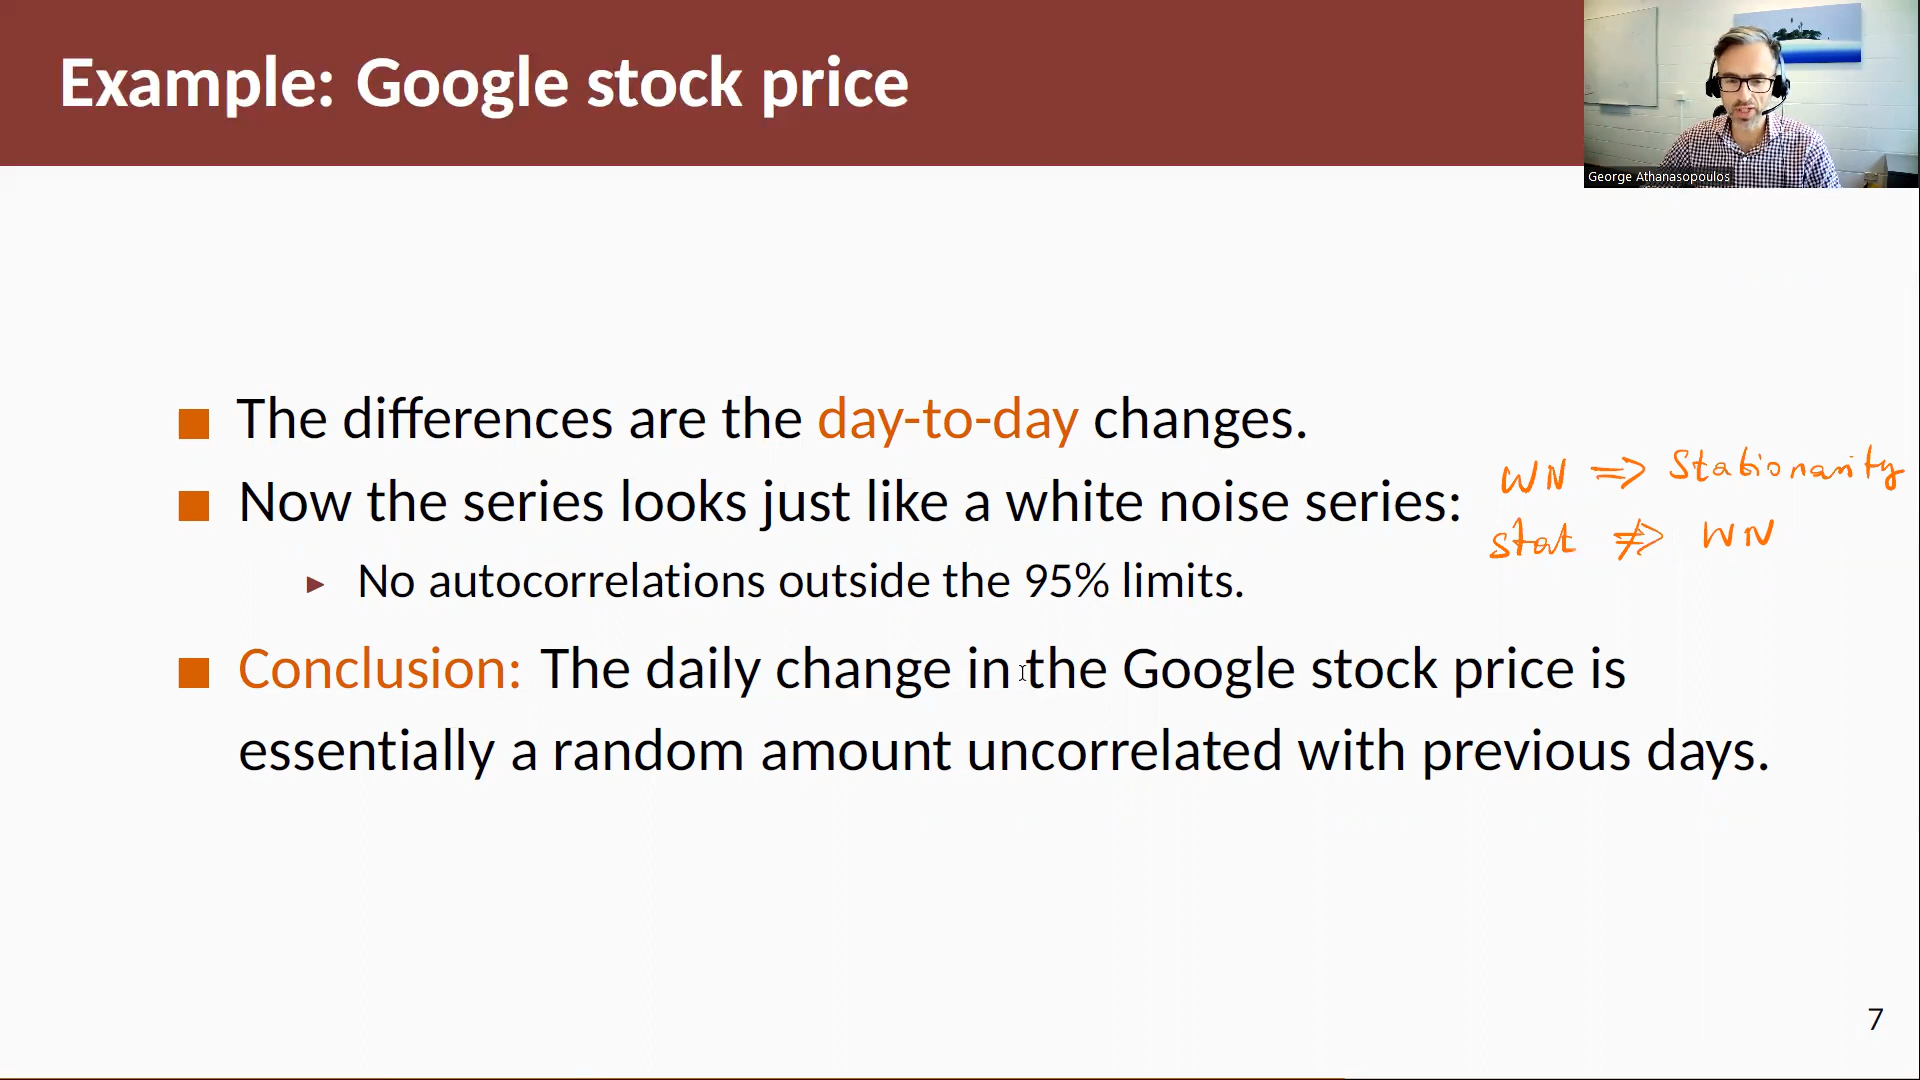 Example: Google stock price
George Athanasopoulos
The differences are the day-to-day changes.
Now the series looks just like a white noise series:
WN ⇒ Stationarity
stat ⇏ WN
No autocorrelations outside the 95% limits.
Conclusion: The daily change in the Google stock price is
essentially a random amount uncorrelated with previous days.
7